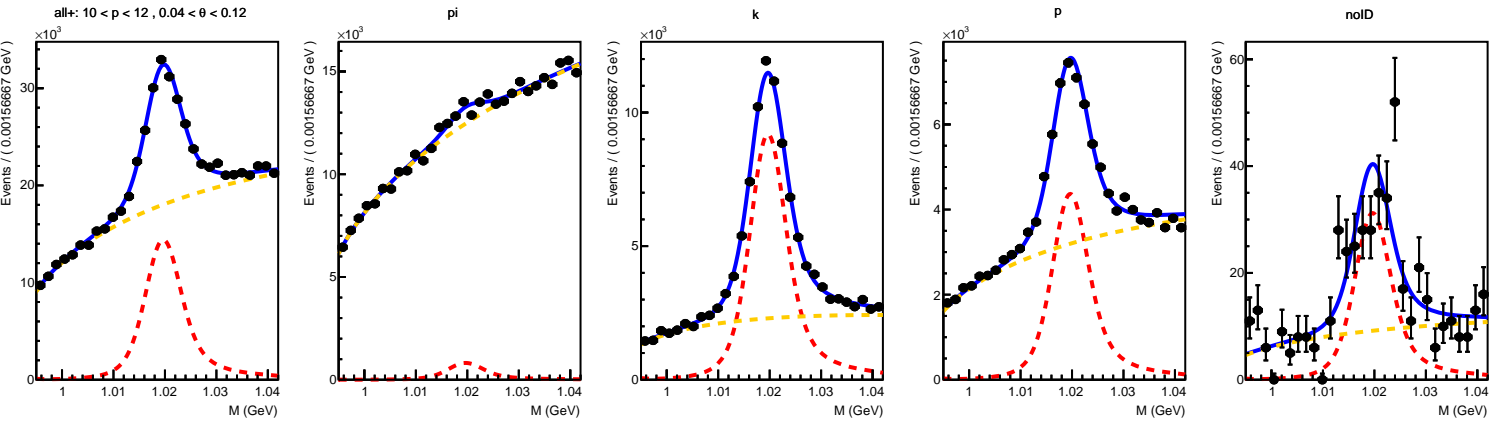 all+: 10 < p < 12 , 0.04 < θ < 0.12
×10³
Events / ( 0.00156667 GeV )
30
20
10
0
1 1.01 1.02 1.03 1.04
M (GeV)
pi
×10³
Events / ( 0.00156667 GeV )
15
10
5
0
1 1.01 1.02 1.03 1.04
M (GeV)
k
×10³
Events / ( 0.00156667 GeV )
10
5
0
1 1.01 1.02 1.03 1.04
M (GeV)
p
×10³
Events / ( 0.00156667 GeV )
6
4
2
0
1 1.01 1.02 1.03 1.04
M (GeV)
noID
Events / ( 0.00156667 GeV )
60
40
20
0
1 1.01 1.02 1.03 1.04
M (GeV)